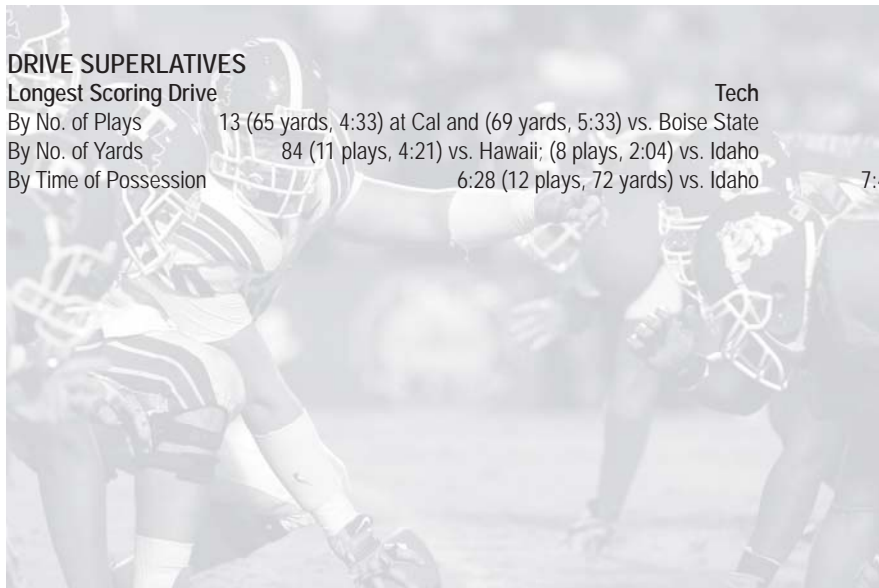 DRIVE SUPERLATIVES
Longest Scoring Drive Tech
By No. of Plays 13 (65 yards, 4:33) at Cal and (69 yards, 5:33) vs. Boise State
By No. of Yards 84 (11 plays, 4:21) vs. Hawaii; (8 plays, 2:04) vs. Idaho
By Time of Possession 6:28 (12 plays, 72 yards) vs. Idaho